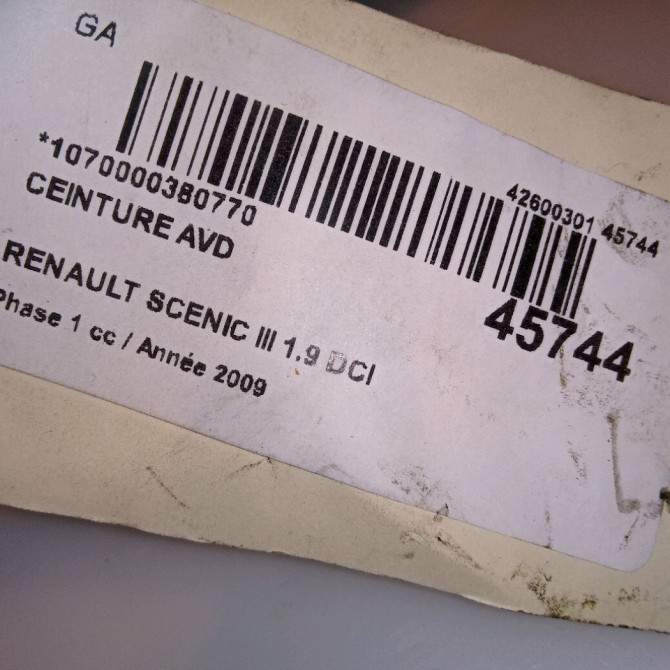 GA
*1070000380770
42600301 45744
CEINTURE AVD
45744
RENAULT SCENIC III 1.9 DCI
Phase 1 cc / Année 2009